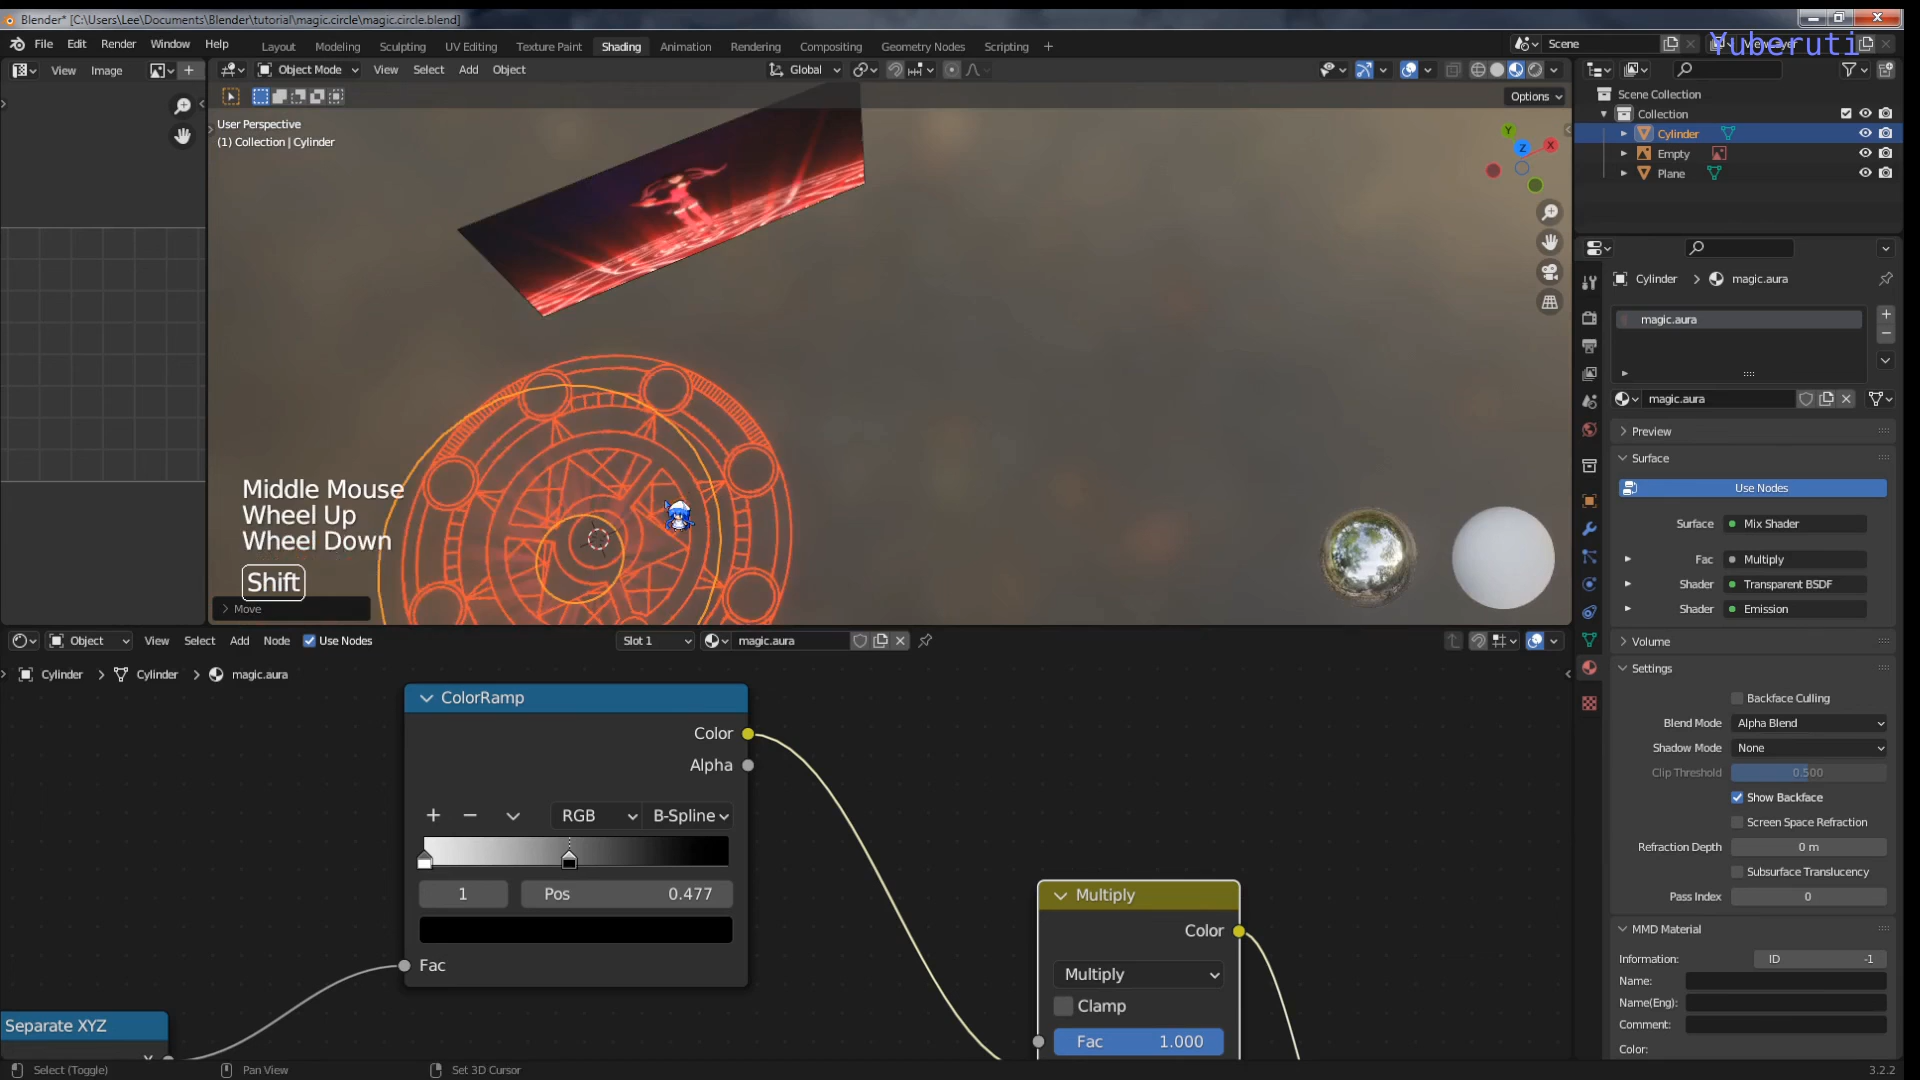 Blender* [C:\Users\Lee\Documents\Blender\tutorial\magic.circle\magic.circle.blend]
File Edit Render Window Help
Layout Modeling Sculpting UV Editing Texture Paint Shading Animation Rendering Compositing Geometry Nodes Scripting +
Scene
Yuberuti
View Image
Object Mode View Select Add Object
Global
Options
User Perspective
(1) Collection | Cylinder
Y
Z
X
Middle Mouse
Wheel Up
Wheel Down
Shift
Move
Scene Collection
Collection
Cylinder
Empty
Plane
Cylinder > magic.aura
magic.aura
magic.aura
Preview
Surface
Use Nodes
Surface Mix Shader
Fac Multiply
Shader Transparent BSDF
Shader Emission
Volume
Settings
Backface Culling
Blend Mode Alpha Blend
Shadow Mode None
Clip Threshold 0.500
Show Backface
Screen Space Refraction
Refraction Depth 0 m
Subsurface Translucency
Pass Index 0
MMD Material
Information: ID -1
Name:
Name(Eng):
Comment:
Color:
Object View Select Add Node Use Nodes
Slot 1
magic.aura
Cylinder > Cylinder > magic.aura
ColorRamp
Color
Alpha
+ − RGB B-Spline
1 Pos 0.477
Fac
Separate XYZ
Multiply
Color
Multiply
Clamp
Fac 1.000
Select (Toggle) Pan View Set 3D Cursor
3.2.2